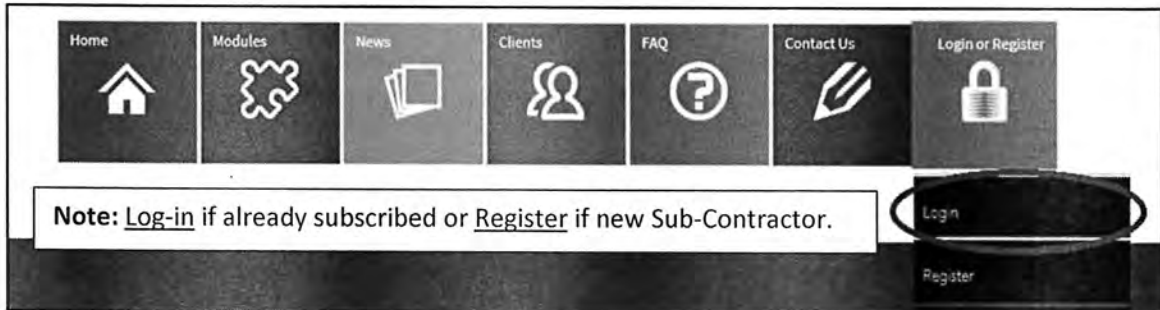 Home Modules News Clients FAQ Contact Us Login or Register
Note: Log-in if already subscribed or Register if new Sub-Contractor.
Login
Register